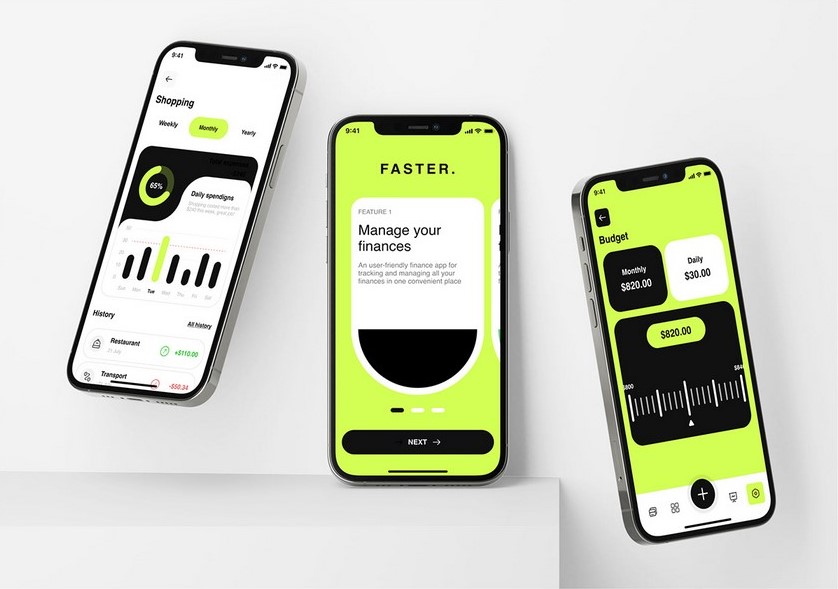 9:41
Shopping
Weekly
Monthly
Yearly
65%
Daily spendigns
History
All history
Restaurant
21 July
+$110.00
Transport
-$50.34
Sun Mon Tue Wed Thu Fri Sat
9:41
FASTER.
FEATURE 1
Manage your
finances
An user-friendly finance app for
tracking and managing all your
finances in one convenient place
NEXT
9:41
Budget
Monthly
$820.00
Daily
$30.00
$820.00